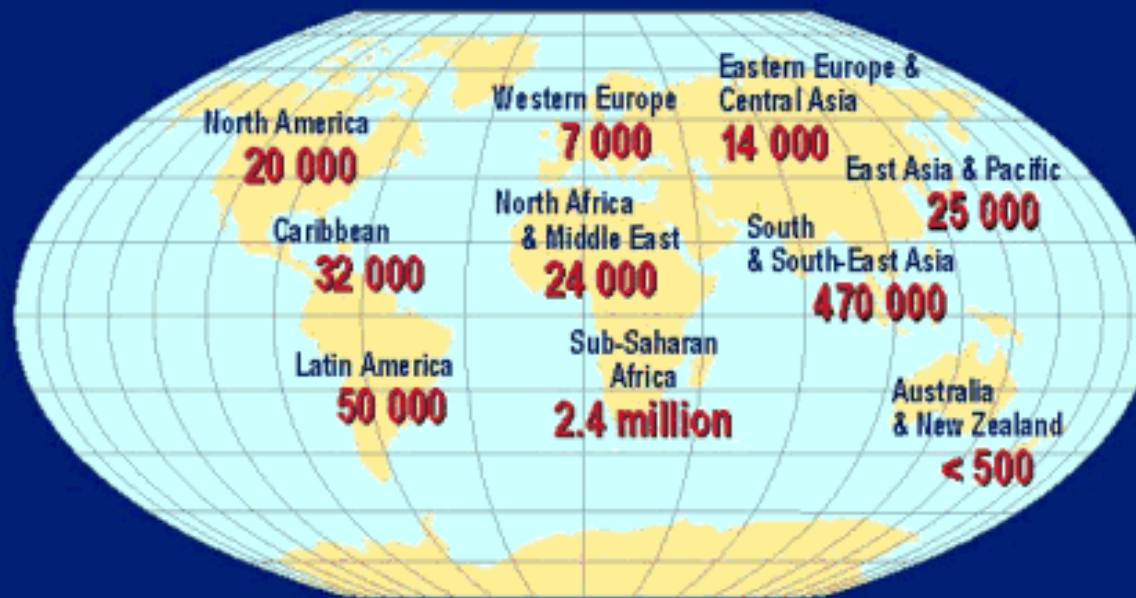 North America
20 000
Western Europe
7 000
Eastern Europe &
Central Asia
14 000
East Asia & Pacific
25 000
Caribbean
32 000
North Africa
& Middle East
24 000
South
& South-East Asia
470 000
Latin America
50 000
Sub-Saharan
Africa
2.4 million
Australia
& New Zealand
< 500